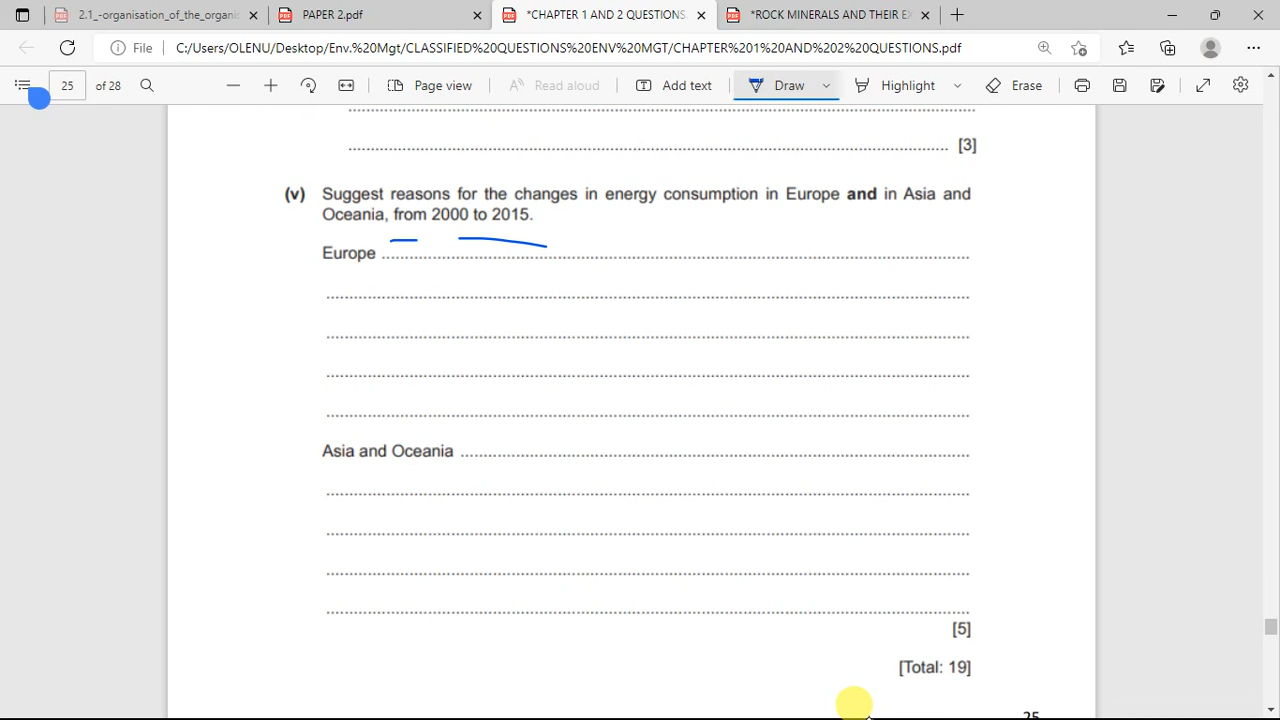 2.1_-organisation_of_the_organi
PAPER 2.pdf
*CHAPTER 1 AND 2 QUESTIONS
*ROCK MINERALS AND THEIR E
File
C:/Users/OLENU/Desktop/Env.%20Mgt/CLASSIFIED%20QUESTIONS%20ENV%20MGT/CHAPTER%201%20AND%202%20QUESTIONS.pdf
25 of 28
Page view
Read aloud
Add text
Draw
Highlight
Erase
................................................................................................................................
.......................................................................................................................... [3]
(v) Suggest reasons for the changes in energy consumption in Europe and in Asia and
Oceania, from 2000 to 2015.
Europe ........................................................................................................................
....................................................................................................................................
....................................................................................................................................
....................................................................................................................................
....................................................................................................................................
Asia and Oceania ........................................................................................................
....................................................................................................................................
....................................................................................................................................
....................................................................................................................................
....................................................................................................................................
[5]
[Total: 19]
25